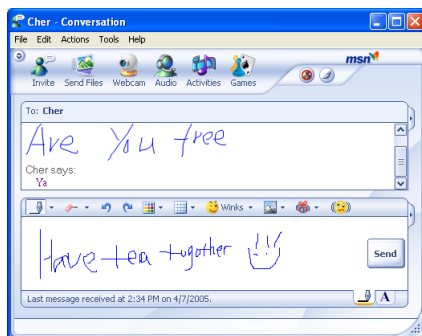 Cher - Conversation
File Edit Actions Tools Help
msn
Invite Send Files Webcam Audio Activities Games
To: Cher
Are You free
Cher says:
Ya
Winks
Have tea together
Send
Last message received at 2:34 PM on 4/7/2005.
A